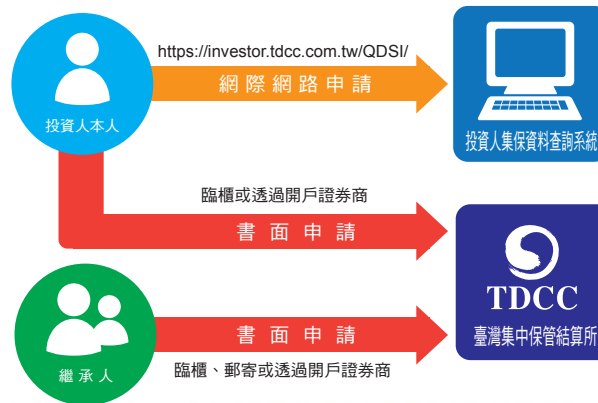 https://investor.tdcc.com.tw/QDSI/
網際網路申請
投資人本人
投資人集保資料查詢系統
臨櫃或透過開戶證券商
書面申請
TDCC
臺灣集中保管結算所
書面申請
繼承人
臨櫃、郵寄或透過開戶證券商